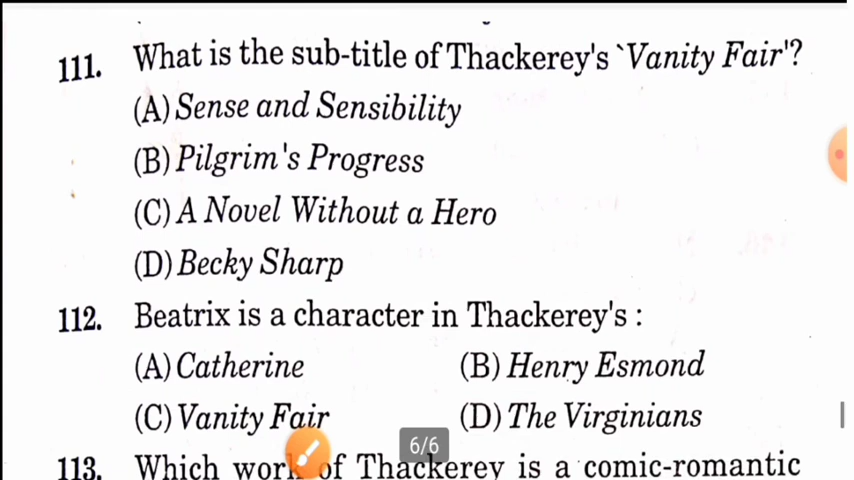 111. What is the sub-title of Thackerey's `Vanity Fair'?
(A) Sense and Sensibility
(B) Pilgrim's Progress
(C) A Novel Without a Hero
(D) Becky Sharp
112. Beatrix is a character in Thackerey's :
(A) Catherine (B) Henry Esmond
(C) Vanity Fair (D) The Virginians
6/6
113. Which work of Thackerey is a comic-romantic